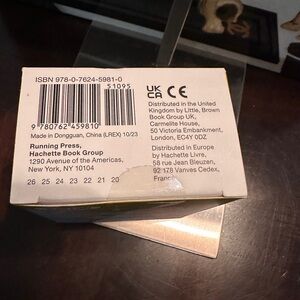 ISBN 978-0-7624-5981-0
51095
9 780762 459810
Made in Dongguan, China (LREX) 10/23
Running Press,
Hachette Book Group
1290 Avenue of the Americas,
New York, NY 10104
26 25 24 23 22 21 20
UK
CA CE
Distributed in the United
Kingdom by Little, Brown
Book Group UK,
Carmelite House,
50 Victoria Embankment,
London, EC4Y 0DZ
Distributed in Europe
by Hachette Livre,
58 rue Jean Bleuzen,
92 178 Vanves Cedex,
France